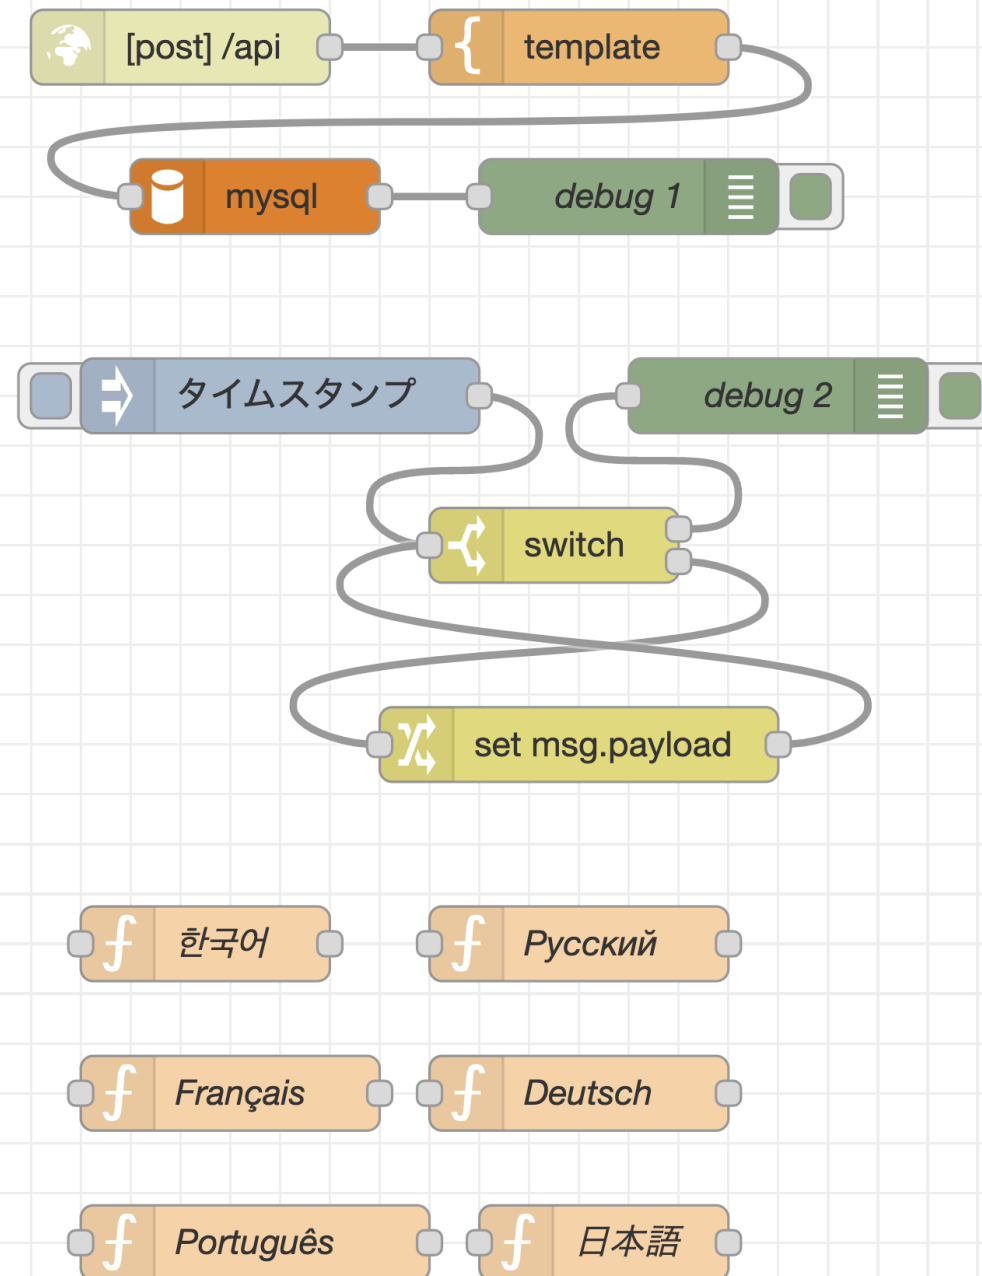 [post] /api
template
mysql
debug 1
タイムスタンプ
debug 2
switch
set msg.payload
한국어
Русский
Français
Deutsch
Português
日本語